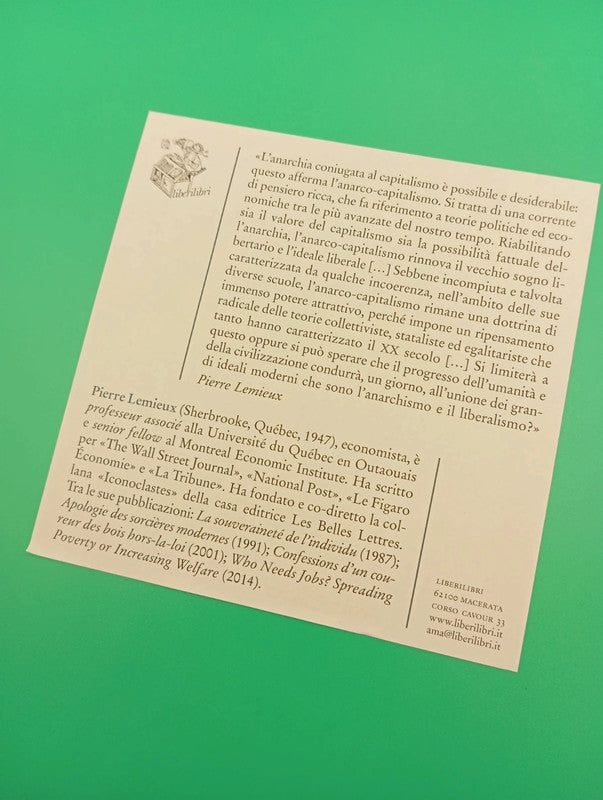 liberilibri
«L'anarchia coniugata al capitalismo è possibile e desiderabile:
questo afferma l'anarco-capitalismo. Si tratta di una corrente
di pensiero ricca, che fa riferimento a teorie politiche ed eco-
nomiche tra le più avanzate del nostro tempo. Riabilitando
sia il valore del capitalismo sia la possibilità fattuale del-
l'anarchia, l'anarco-capitalismo rinnova il vecchio sogno li-
bertario e l'ideale liberale [...] Sebbene incompiuta e talvolta
caratterizzata da qualche incoerenza, nell'ambito delle sue
diverse scuole, l'anarco-capitalismo rimane una dottrina di
immenso potere attrattivo, perché impone un ripensamento
radicale delle teorie collettiviste, stataliste ed egalitariste che
tanto hanno caratterizzato il XX secolo [...] Si limiterà a
questo oppure si può sperare che il progresso dell'umanità e
della civilizzazione condurrà, un giorno, all'unione dei gran-
di ideali moderni che sono l'anarchismo e il liberalismo?»
Pierre Lemieux
Pierre Lemieux (Sherbrooke, Québec, 1947), economista, è
professeur associé alla Université du Québec en Outaouais
e senior fellow al Montreal Economic Institute. Ha scritto
per «The Wall Street Journal», «National Post», «Le Figaro
Économie» e «La Tribune». Ha fondato e co-diretto la col-
lana «Iconoclastes» della casa editrice Les Belles Lettres.
Tra le sue pubblicazioni: La souveraineté de l'individu (1987);
Apologie des sorcières modernes (1991); Confessions d'un cou-
reur des bois hors-la-loi (2001); Who Needs Jobs? Spreading
Poverty or Increasing Welfare (2014).
LIBERILIBRI
62100 MACERATA
CORSO CAVOUR 33
www.liberilibri.it
ama@liberilibri.it